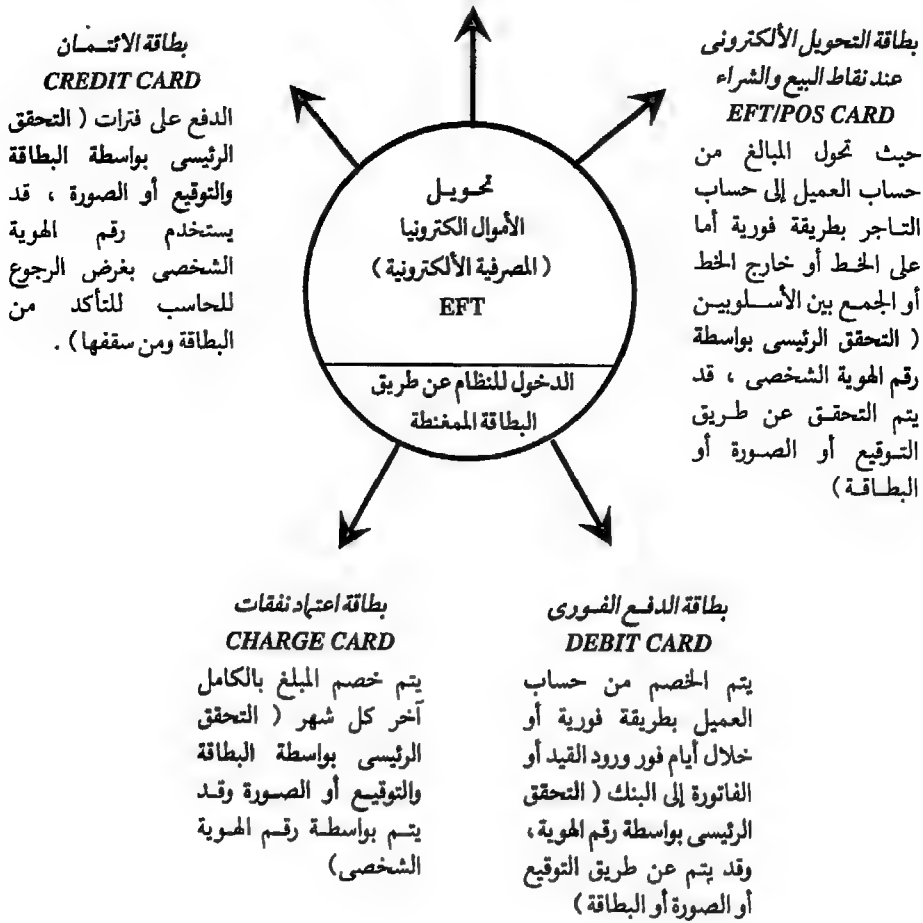 بطاقة التحويل الألكترونى
عند نقاط البيع والشراء
EFT/POS CARD
حيث تحول المبالغ من
حساب العميل إلى حساب
التاجر بطريقة فورية أما
على الخط أو خارج الخط
أو الجمع بين الأسلوبين
( التحقق الرئيسى بواسطة
رقم الهوية الشخصى ، قد
يتم التحقق عن طريق
التوقيع أو الصورة أو
البطاقة )
بطاقة الائتمان
CREDIT CARD
الدفع على فترات ( التحقق
الرئيسى بواسطة البطاقة
والتوقيع أو الصورة ، قد
يستخدم رقم الهوية
الشخصى بغرض الرجوع
للحاسب للتأكد من
البطاقة ومن سقفها ) .
تحويل
الأموال الكترونيا
( المصرفية الألكترونية )
EFT
الدخول للنظام عن طريق
البطاقة الممغنطة
بطاقة الدفع الفورى
DEBIT CARD
يتم الخصم من حساب
العميل بطريقة فورية أو
خلال أيام فور ورود القيد أو
الفاتورة إلى البنك ( التحقق
الرئيسى بواسطة رقم الهوية ،
وقد يتم عن طريق التوقيع
أو الصورة أو البطاقة )
بطاقة اعتماد نفقات
CHARGE CARD
يتم خصم المبلغ بالكامل
آخر كل شهر ( التحقق
الرئيسى بواسطة البطاقة
والتوقيع أو الصورة وقد
يتم بواسطة رقم الهوية
الشخصى )